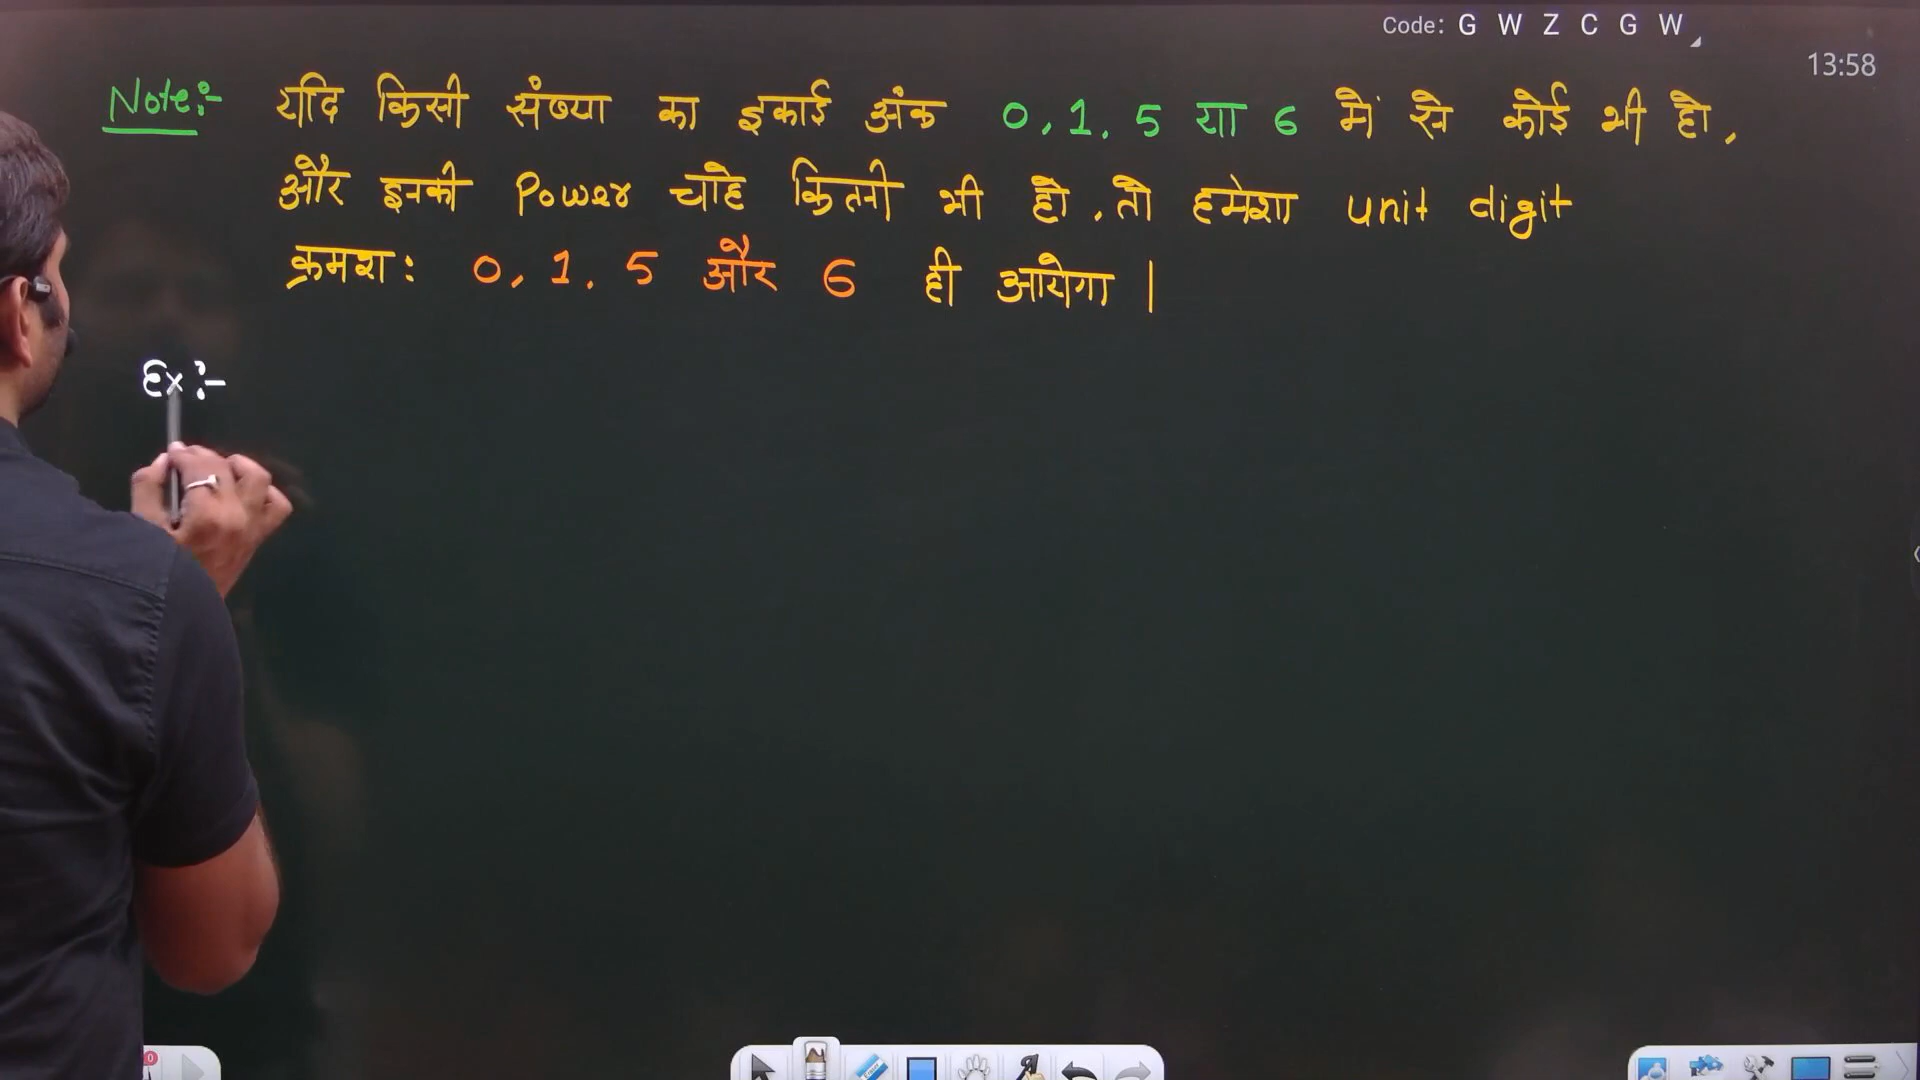 Code: G W Z C G W
13:58
Note:- यदि किसी संख्या का इकाई अंक 0, 1, 5 या 6 में से कोई भी हो,
और इनकी Power चाहे कितनी भी हो, तो हमेशा unit digit
क्रमश: 0, 1, 5 और 6 ही आयेगा |
Ex:-